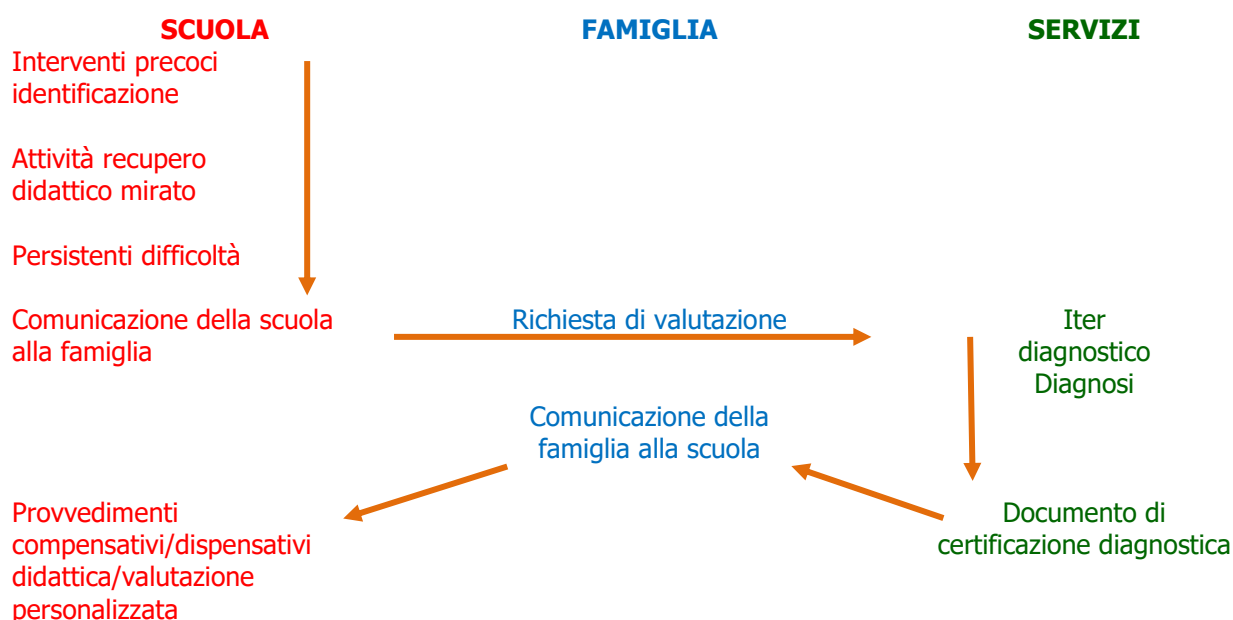 SCUOLA
FAMIGLIA
SERVIZI
Interventi precoci
identificazione
Attività recupero
didattico mirato
Persistenti difficoltà
Comunicazione della scuola
alla famiglia
Richiesta di valutazione
Iter
diagnostico
Diagnosi
Comunicazione della
famiglia alla scuola
Documento di
certificazione diagnostica
Provvedimenti
compensativi/dispensativi
didattica/valutazione
personalizzata